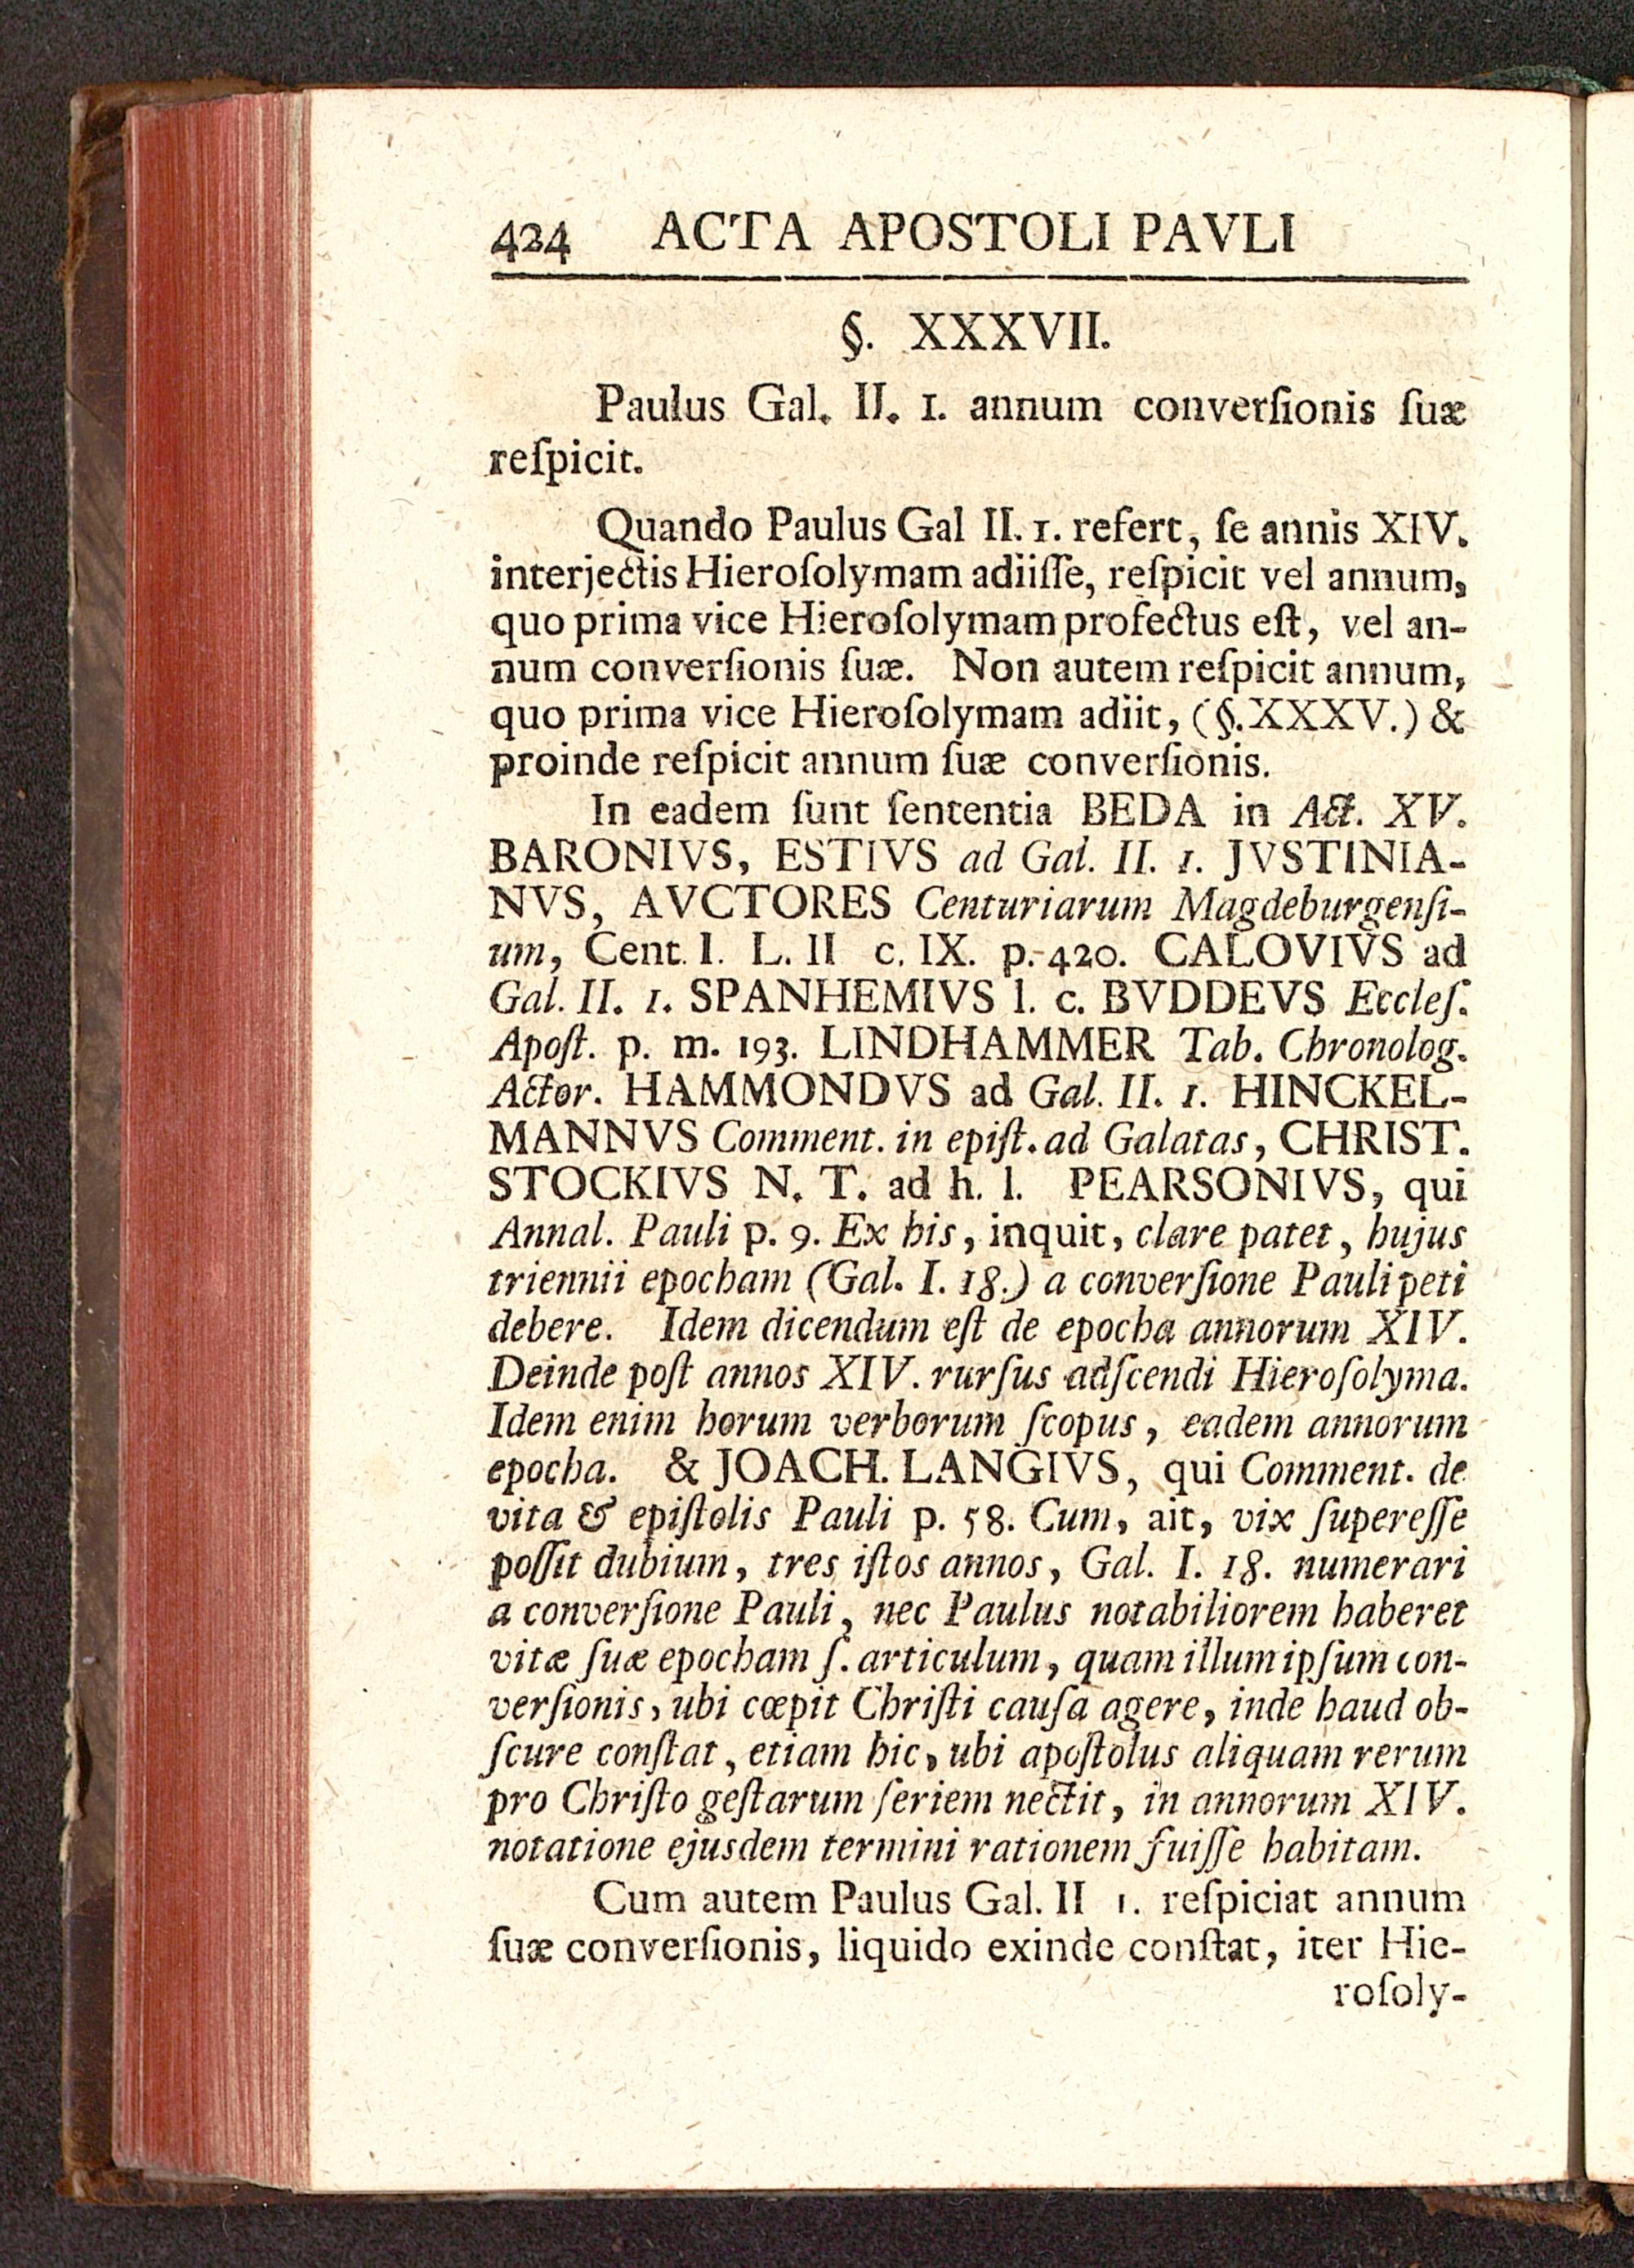 424 ACTA APOSTOLI PAVLI
§. XXXVII.
Paulus Gal. II. 1. annum converſionis ſuæ
reſpicit.
Quando Paulus Gal II. 1. refert, ſe annis XIV.
interjectis Hieroſolymam adiiſſe, reſpicit vel annum,
quo prima vice Hieroſolymam profectus eſt, vel an-
num converſionis ſuæ. Non autem reſpicit annum,
quo prima vice Hieroſolymam adiit, (§. XXXV.) &
proinde reſpicit annum ſuæ converſionis.
In eadem ſunt ſententia BEDA in Act. XV.
BARONIVS, ESTIVS ad Gal. II. 1. JVSTINIA-
NVS, AVCTORES Centuriarum Magdeburgenſi-
um, Cent. I. L. II c. IX. p. 420. CALOVIVS ad
Gal. II. 1. SPANHEMIVS l. c. BVDDEVS Eccleſ.
Apoſt. p. m. 193. LINDHAMMER Tab. Chronolog.
Actor. HAMMONDVS ad Gal. II. 1. HINCKEL-
MANNVS Comment. in epiſt. ad Galatas, CHRIST.
STOCKIVS N. T. ad h. l. PEARSONIVS, qui
Annal. Pauli p. 9. Ex his, inquit, clare patet, hujus
triennii epocham (Gal. I. 18.) a converſione Pauli peti
debere. Idem dicendum eſt de epocha annorum XIV.
Deinde poſt annos XIV. rurſus adſcendi Hieroſolyma.
Idem enim horum verborum ſcopus, eadem annorum
epocha. & JOACH. LANGIVS, qui Comment. de
vita & epiſtolis Pauli p. 58. Cum, ait, vix ſupereſſe
poſſit dubium, tres iſtos annos, Gal. I. 18. numerari
a converſione Pauli, nec Paulus notabiliorem haberet
vitæ ſuæ epocham ſ. articulum, quam illum ipſum con-
verſionis, ubi cœpit Chriſti cauſa agere, inde haud ob-
ſcure conſtat, etiam hic, ubi apoſtolus aliquam rerum
pro Chriſto geſtarum ſeriem nectit, in annorum XIV.
notatione ejusdem termini rationem fuiſſe habitam.
Cum autem Paulus Gal. II 1. reſpiciat annum
ſuæ converſionis, liquido exinde conſtat, iter Hie-
roſoly-